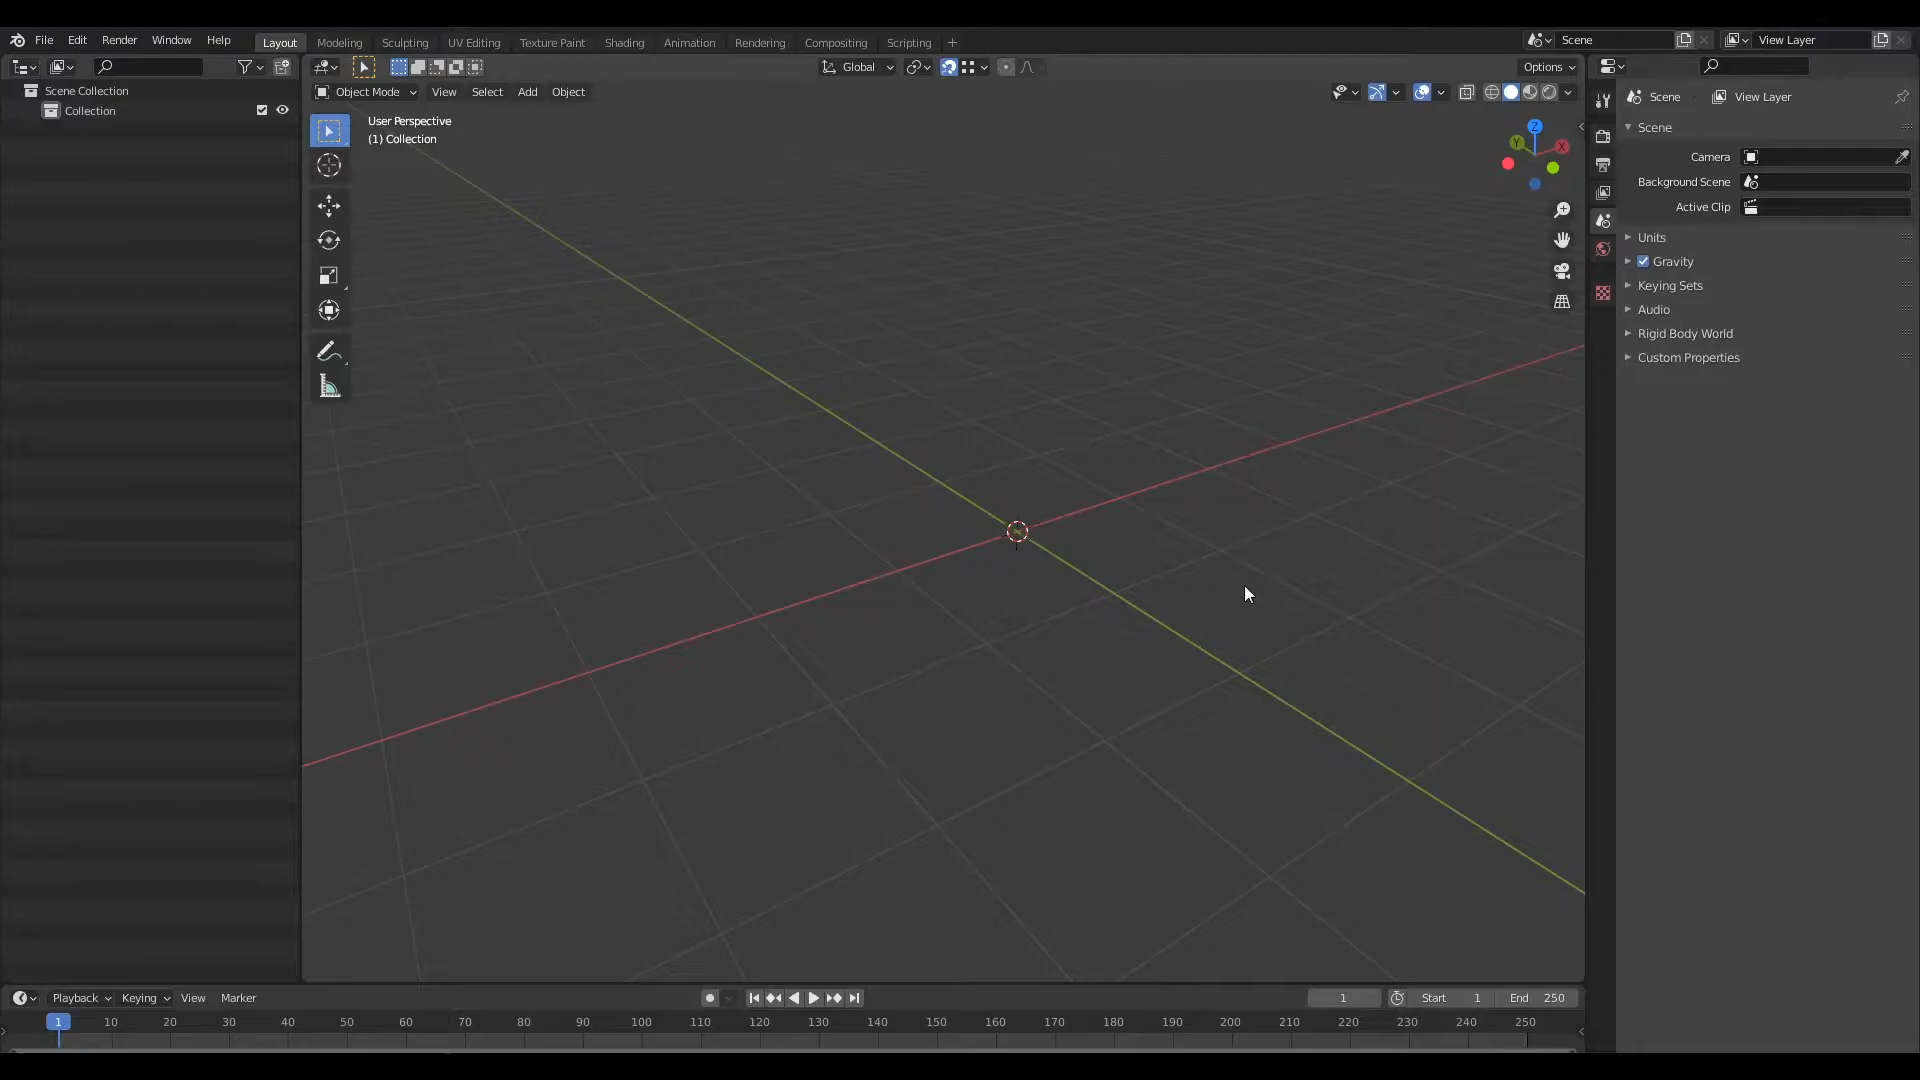 File Edit Render Window Help Layout Modeling Sculpting UV Editing Texture Paint Shading Animation Rendering Compositing Scripting + Scene View Layer
Global Options
Scene Collection
Collection
Object Mode View Select Add Object
User Perspective
(1) Collection
Z
Y
X
Scene View Layer
Scene
Camera
Background Scene
Active Clip
Units
Gravity
Keying Sets
Audio
Rigid Body World
Custom Properties
Playback Keying View Marker 1 Start 1 End 250
1 10 20 30 40 50 60 70 80 90 100 110 120 130 140 150 160 170 180 190 200 210 220 230 240 250